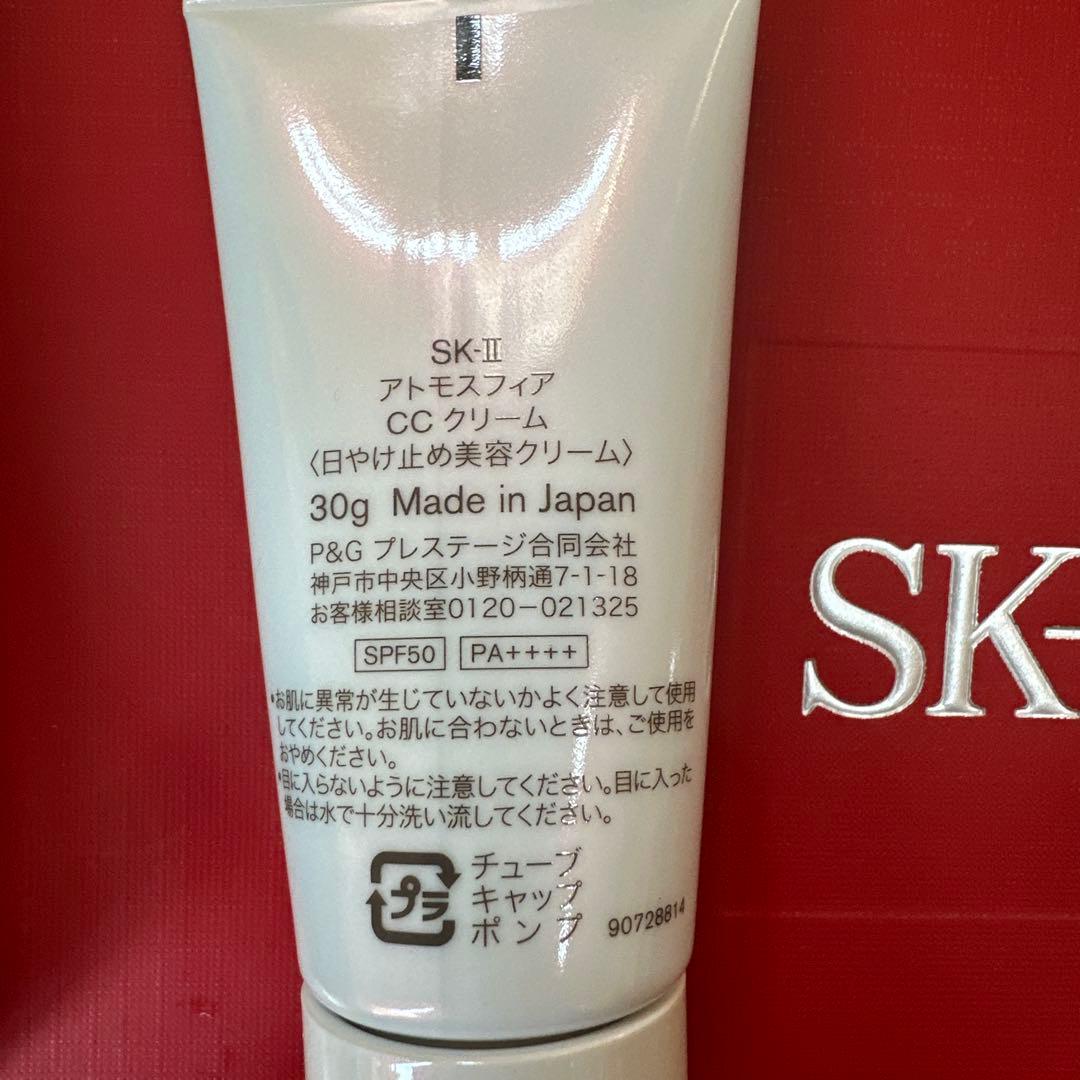 SK-II
アトモスフィア
CC クリーム
〈日やけ止め美容クリーム〉
30g Made in Japan
P&G プレステージ合同会社
神戸市中央区小野柄通7-1-18
お客様相談室0120-021325
SPF50 PA++++
•お肌に異常が生じていないかよく注意して使用
してください。お肌に合わないときは、ご使用を
おやめください。
•目に入らないように注意してください。目に入った
場合は水で十分洗い流してください。
プラ
チューブ
キャップ
ポンプ
90728814
SK-